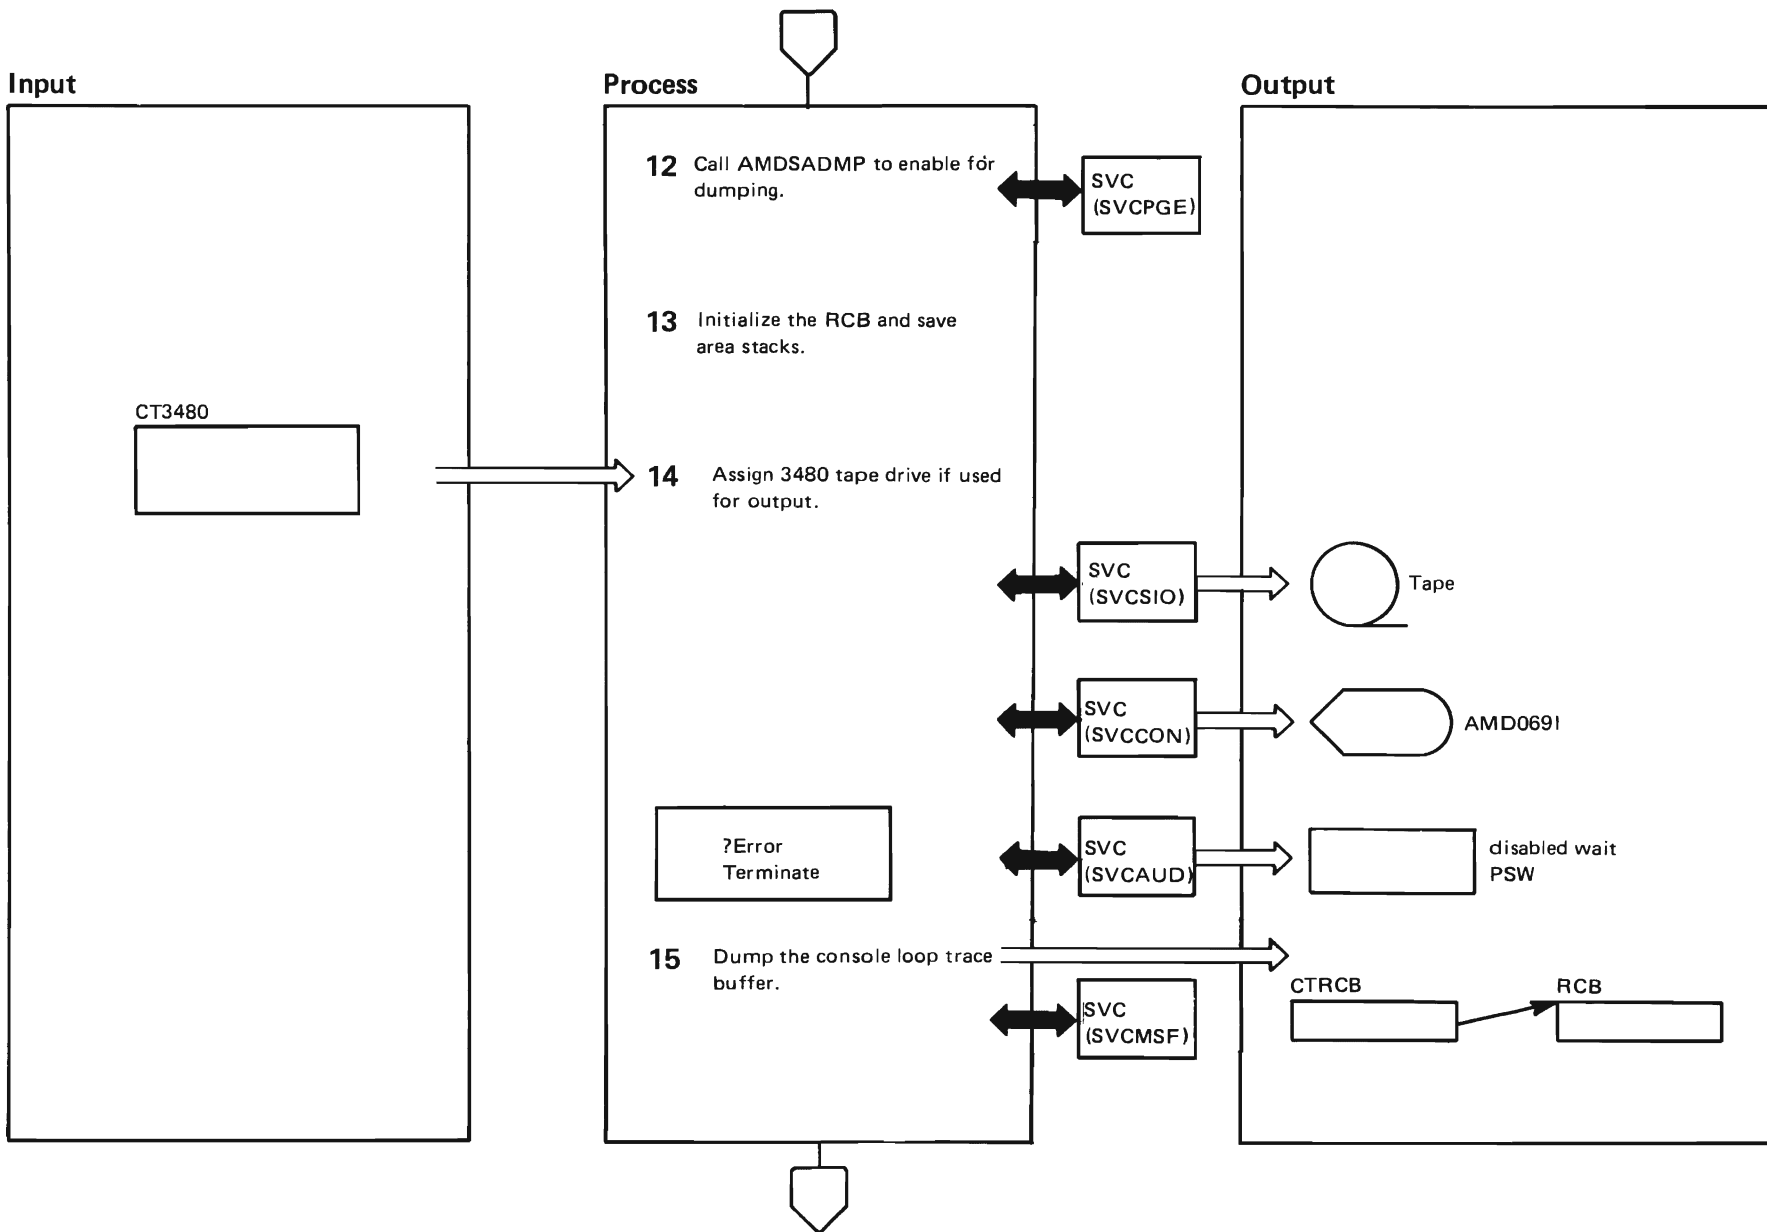 Input
Process
Output
12 Call AMDSADMP to enable for
dumping.
SVC
(SVCPGE)
13 Initialize the RCB and save
area stacks.
CT3480
14 Assign 3480 tape drive if used
for output.
SVC
(SVCSIO)
Tape
SVC
(SVCCON)
AMD069I
?Error
Terminate
SVC
(SVCAUD)
disabled wait
PSW
15 Dump the console loop trace
buffer.
SVC
(SVCMSF)
CTRCB
RCB